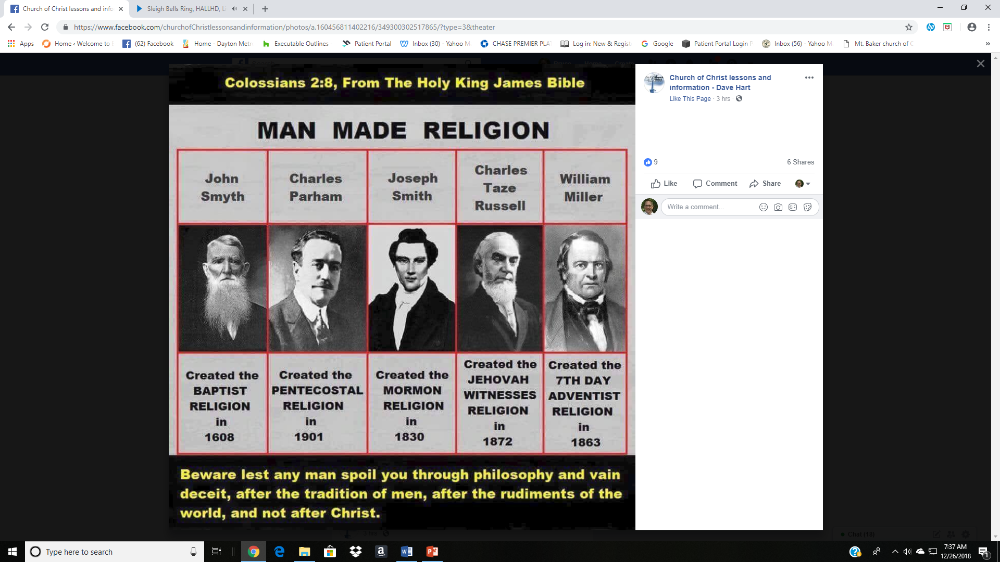 Church of Christ lessons and info
Sleigh Bells Ring, HALLHD, Li
https://www.facebook.com/churchofChristlessonsandinformation/photos/a.160456811402216/349300302517865/?type=3&theater
Apps
Home ‹ Welcome to
(62) Facebook
Home - Dayton Metr
Executable Outlines -
Patient Portal
Inbox (30) - Yahoo M
CHASE PREMIER PLA
Log in: New & Regist
Google
Patient Portal Login P
Inbox (56) - Yahoo M
Mt. Baker church of C
»
Colossians 2:8, From The Holy King James Bible
MAN MADE RELIGION
John
Smyth
Charles
Parham
Joseph
Smith
Charles
Taze
Russell
William
Miller
Created the
BAPTIST
RELIGION
in
1608
Created the
PENTECOSTAL
RELIGION
in
1901
Created the
MORMON
RELIGION
in
1830
Created the
JEHOVAH
WITNESSES
RELIGION
in
1872
Created the
7TH DAY
ADVENTIST
RELIGION
in
1863
Beware lest any man spoil you through philosophy and vain
deceit, after the tradition of men, after the rudiments of the
world, and not after Christ.
Church of Christ lessons and
information - Dave Hart
Like This Page · 3 hrs ·
9
6 Shares
Like
Comment
Share
Write a comment...
GIF
3 hrs
Chat (18)
Type here to search
7:37 AM
12/26/2018
1